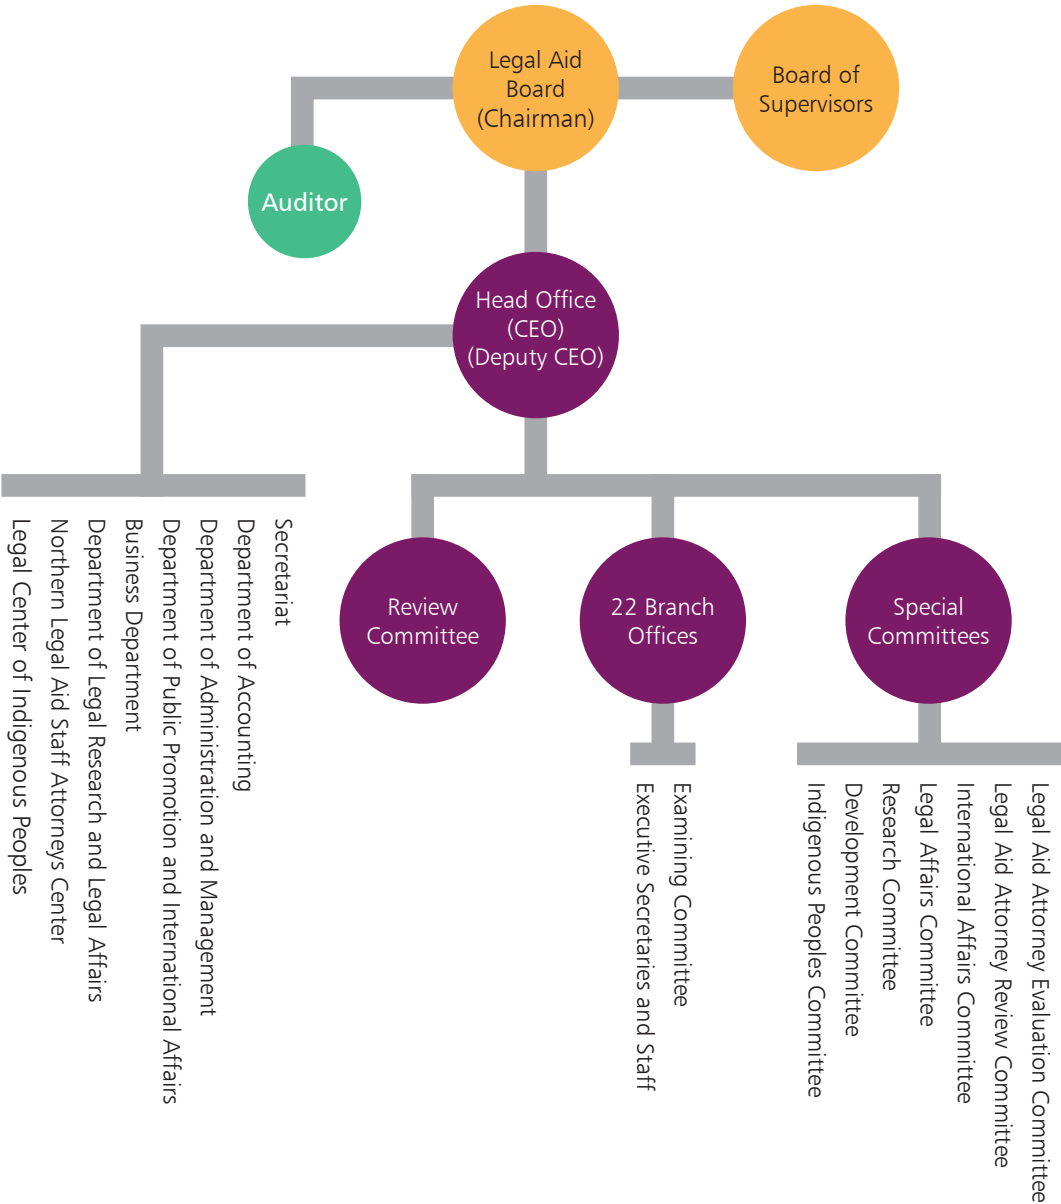 Legal Aid
Board
(Chairman)
Board of
Supervisors
Auditor
Head Office
(CEO)
(Deputy CEO)
Secretariat
Department of Accounting
Department of Administration and Management
Department of Public Promotion and International Affairs
Business Department
Department of Legal Research and Legal Affairs
Northern Legal Aid Staff Attorneys Center
Legal Center of Indigenous Peoples
Review
Committee
22 Branch
Offices
Special
Committees
Examining Committee
Executive Secretaries and Staff
Legal Aid Attorney Evaluation Committee
Legal Aid Attorney Review Committee
International Affairs Committee
Legal Affairs Committee
Research Committee
Development Committee
Indigenous Peoples Committee